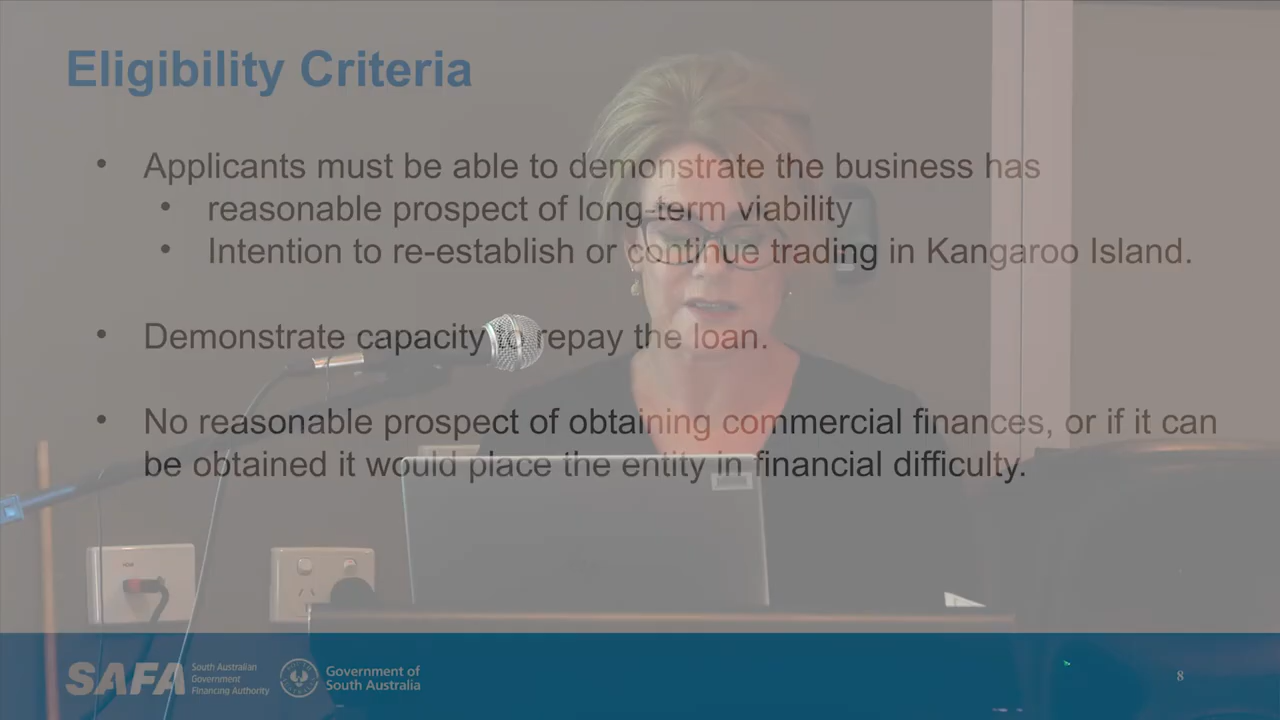 Eligibility Criteria
• Applicants must be able to demonstrate the business has
• reasonable prospect of long-term viability
• Intention to re-establish or continue trading in Kangaroo Island.
• Demonstrate capacity repay the loan.
• No reasonable prospect of obtaining commercial finances, or if it can
be obtained it would place the entity in financial difficulty.
SAFA
South Australian
Government
Financing Authority
Government of
South Australia
8